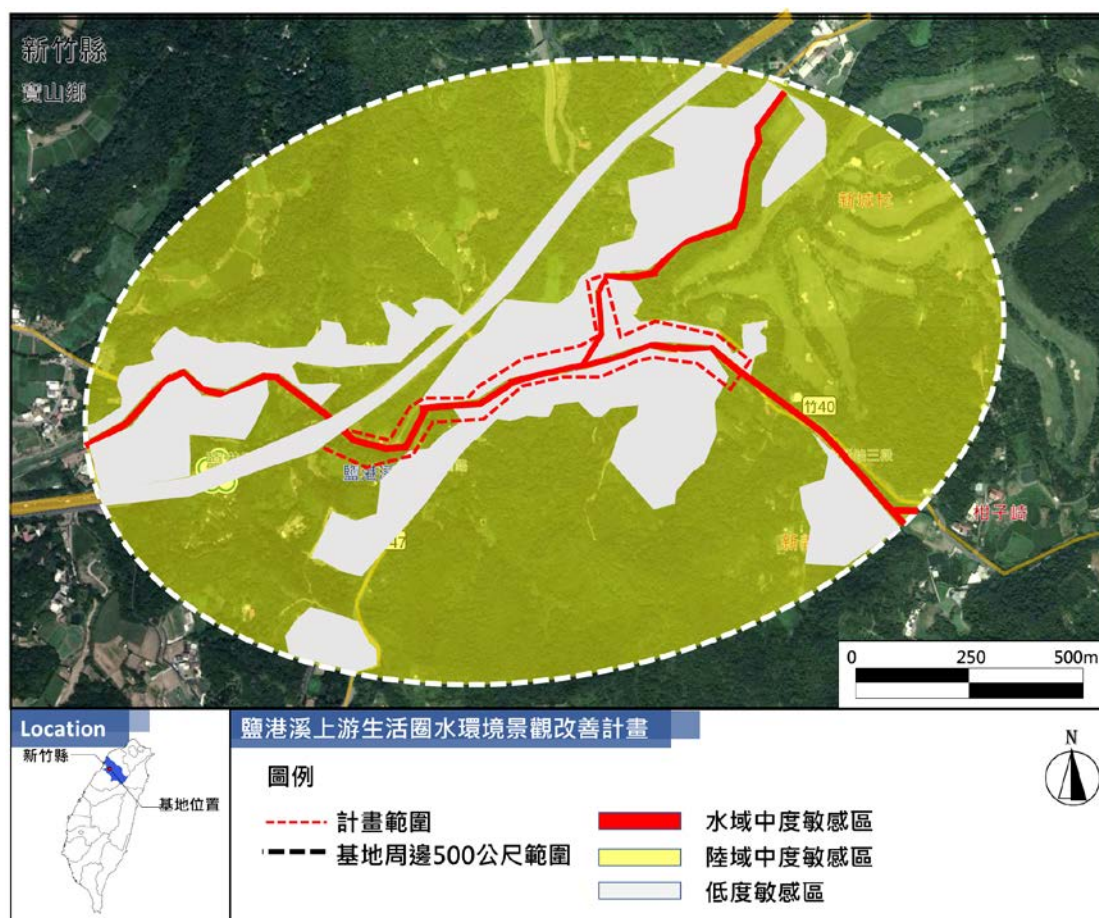 新竹縣
寶山鄉
新城村
竹40
柑子崎
47
0 250 500m
Location
新竹縣
基地位置
鹽港溪上游生活圈水環境景觀改善計畫
圖例
計畫範圍
基地周邊500公尺範圍
水域中度敏感區
陸域中度敏感區
低度敏感區
N